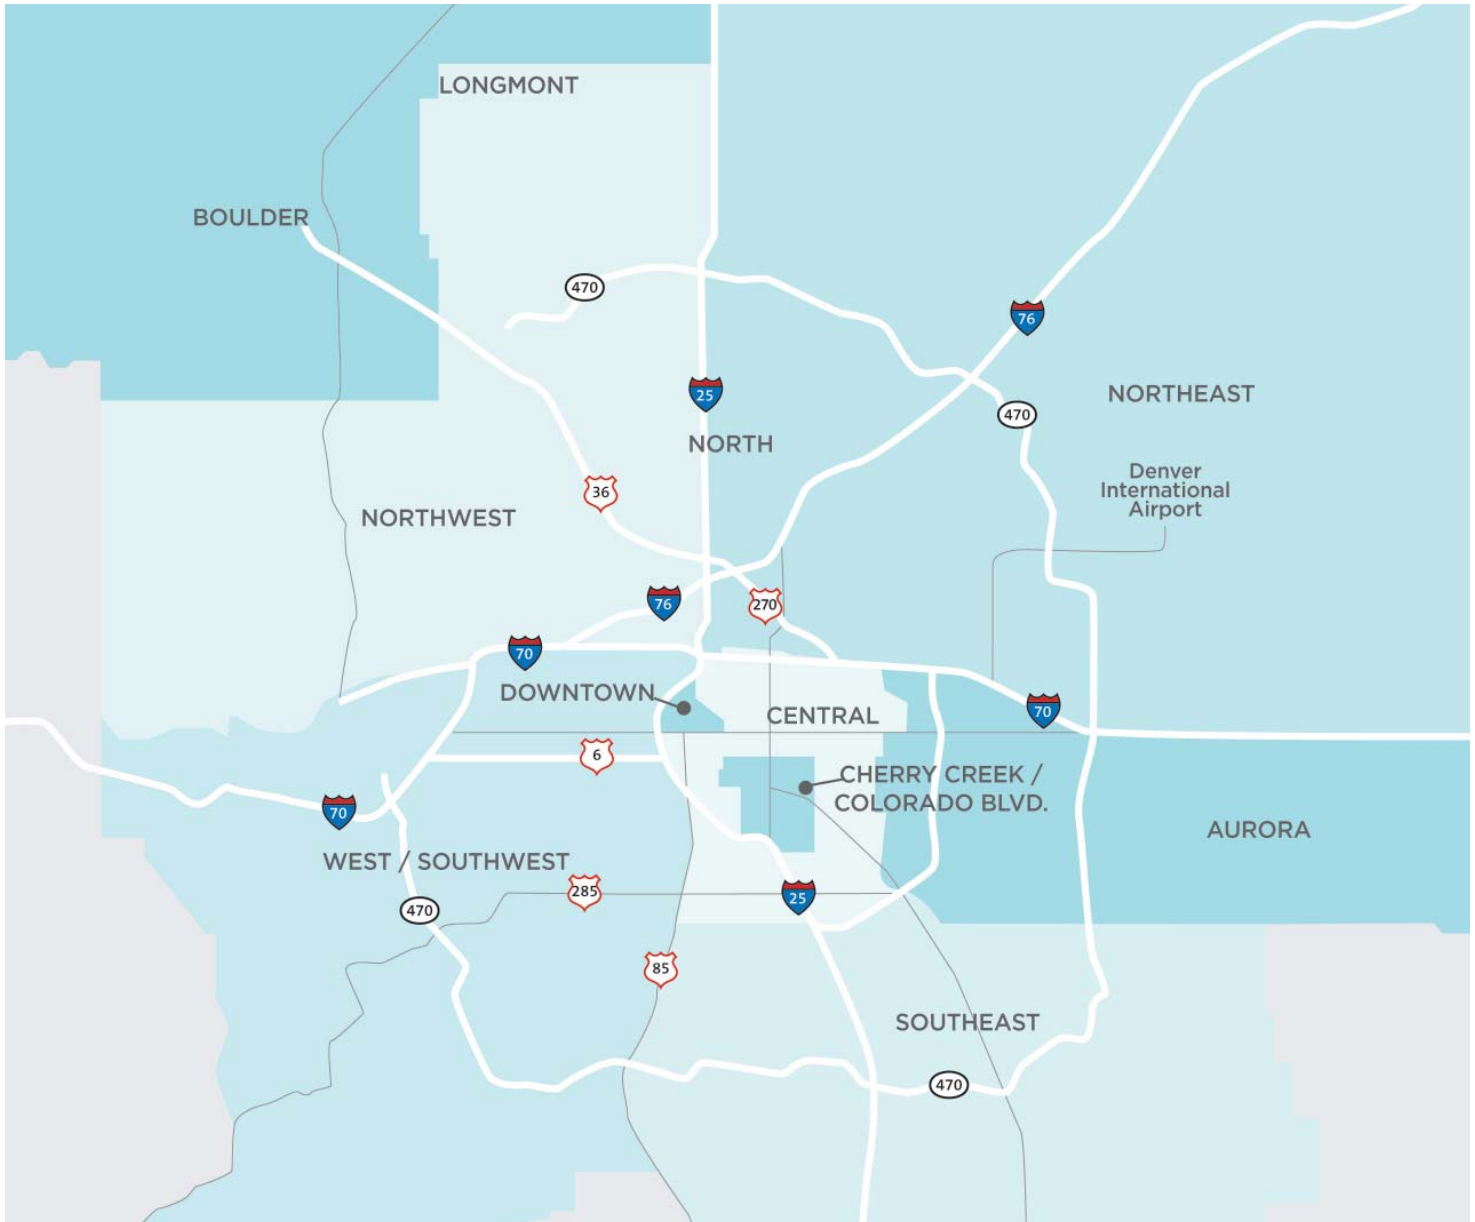 LONGMONT
BOULDER
470
76
25
NORTHEAST
470
NORTH
Denver
International
Airport
36
NORTHWEST
76
270
70
DOWNTOWN
70
CENTRAL
6
CHERRY CREEK /
COLORADO BLVD.
70
AURORA
WEST / SOUTHWEST
285
25
470
85
SOUTHEAST
470